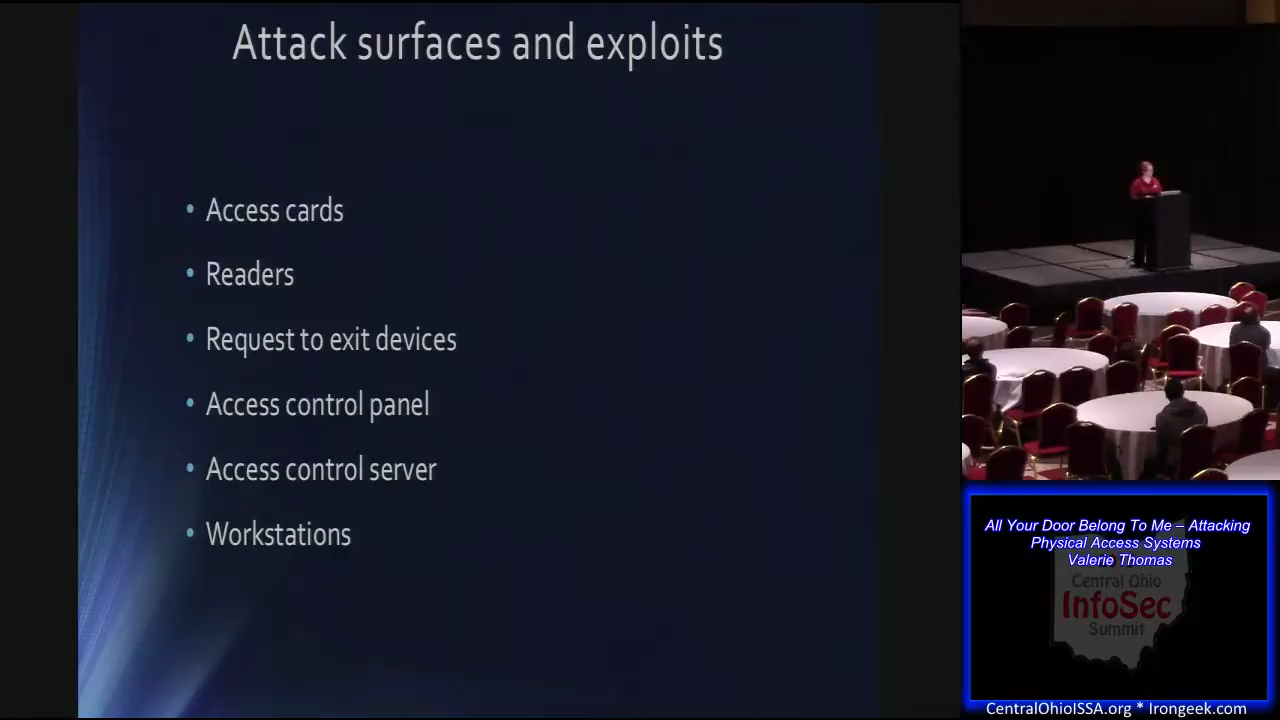 Attack surfaces and exploits
• Access cards
• Readers
• Request to exit devices
• Access control panel
• Access control server
• Workstations
All Your Door Belong To Me – Attacking
Physical Access Systems
Valerie Thomas
Central Ohio
InfoSec
Summit
CentralOhioISSA.org * Irongeek.com